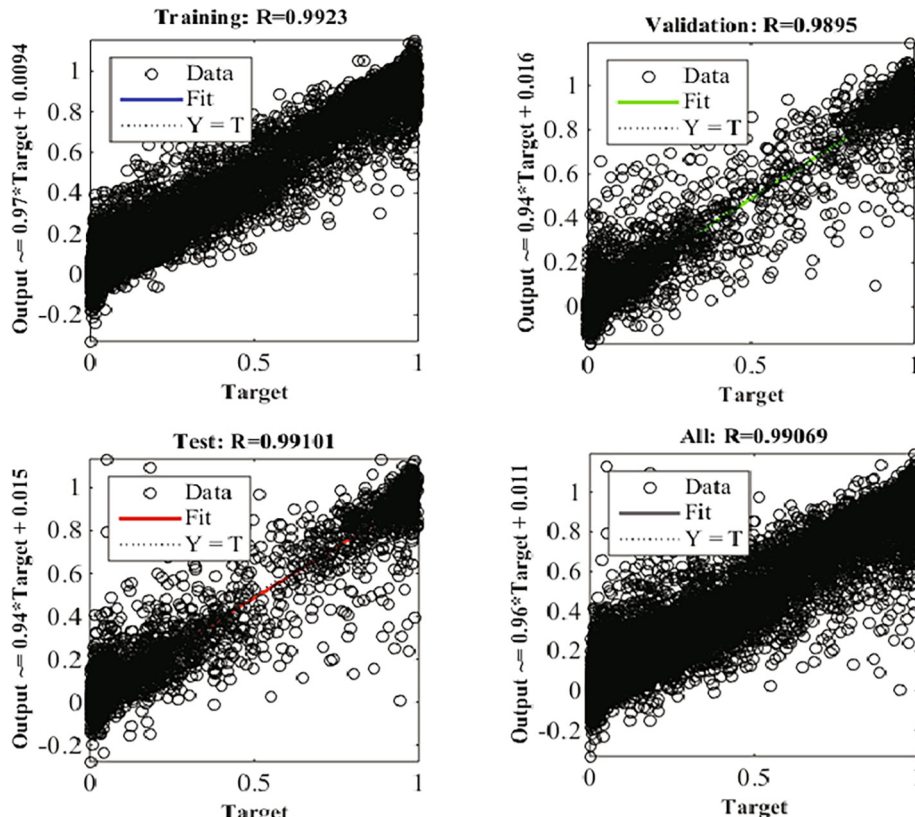 Training: R=0.9923
Output ~= 0.97*Target + 0.0094
1
0.8
0.6
0.4
0.2
0
-0.2
Data
Fit
Y = T
0
0.5
1
Target
Validation: R=0.9895
Output ~= 0.94*Target + 0.016
1
0.8
0.6
0.4
0.2
0
Data
Fit
Y = T
0
0.5
1
Target
Test: R=0.99101
Output ~= 0.94*Target + 0.015
1
0.8
0.6
0.4
0.2
0
-0.2
Data
Fit
Y = T
0
0.5
1
Target
All: R=0.99069
Output ~= 0.96*Target + 0.011
1
0.8
0.6
0.4
0.2
0
-0.2
Data
Fit
Y = T
0
0.5
1
Target